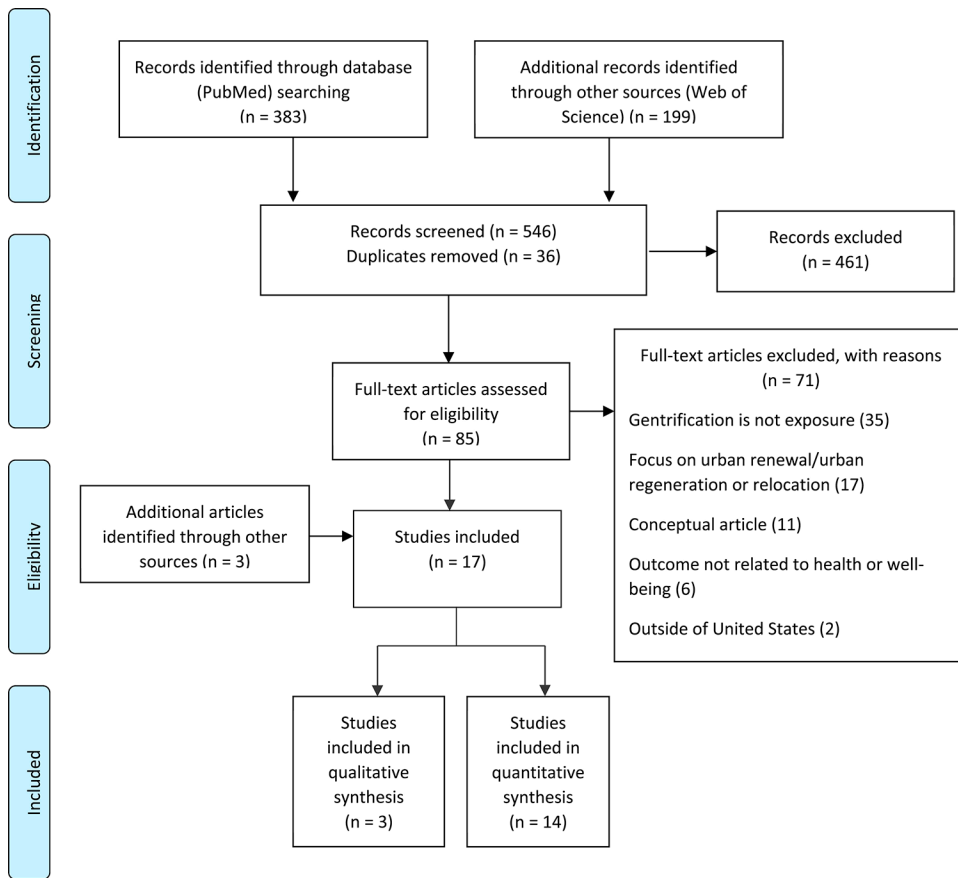 Identification
Records identified through database
(PubMed) searching
(n = 383)
Additional records identified
through other sources (Web of
Science) (n = 199)
Records screened (n = 546)
Duplicates removed (n = 36)
Records excluded
(n = 461)
Screening
Full-text articles assessed
for eligibility
(n = 85)
Full-text articles excluded, with reasons
(n = 71)
Gentrification is not exposure (35)
Focus on urban renewal/urban
regeneration or relocation (17)
Conceptual article (11)
Outcome not related to health or well-
being (6)
Outside of United States (2)
Eligibility
Additional articles
identified through other
sources (n = 3)
Studies included
(n = 17)
Included
Studies
included in
qualitative
synthesis
(n = 3)
Studies
included in
quantitative
synthesis
(n = 14)